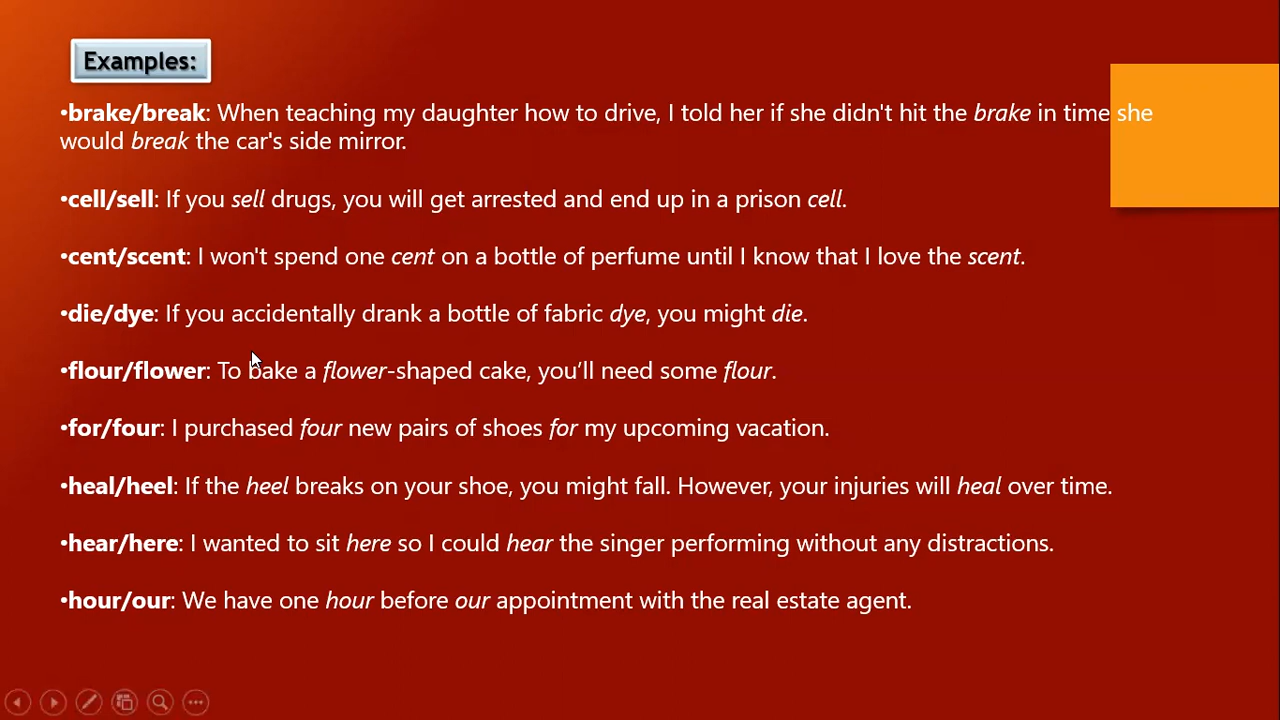 Examples:
•brake/break: When teaching my daughter how to drive, I told her if she didn't hit the brake in time she
would break the car's side mirror.
•cell/sell: If you sell drugs, you will get arrested and end up in a prison cell.
•cent/scent: I won't spend one cent on a bottle of perfume until I know that I love the scent.
•die/dye: If you accidentally drank a bottle of fabric dye, you might die.
•flour/flower: To bake a flower-shaped cake, you’ll need some flour.
•for/four: I purchased four new pairs of shoes for my upcoming vacation.
•heal/heel: If the heel breaks on your shoe, you might fall. However, your injuries will heal over time.
•hear/here: I wanted to sit here so I could hear the singer performing without any distractions.
•hour/our: We have one hour before our appointment with the real estate agent.